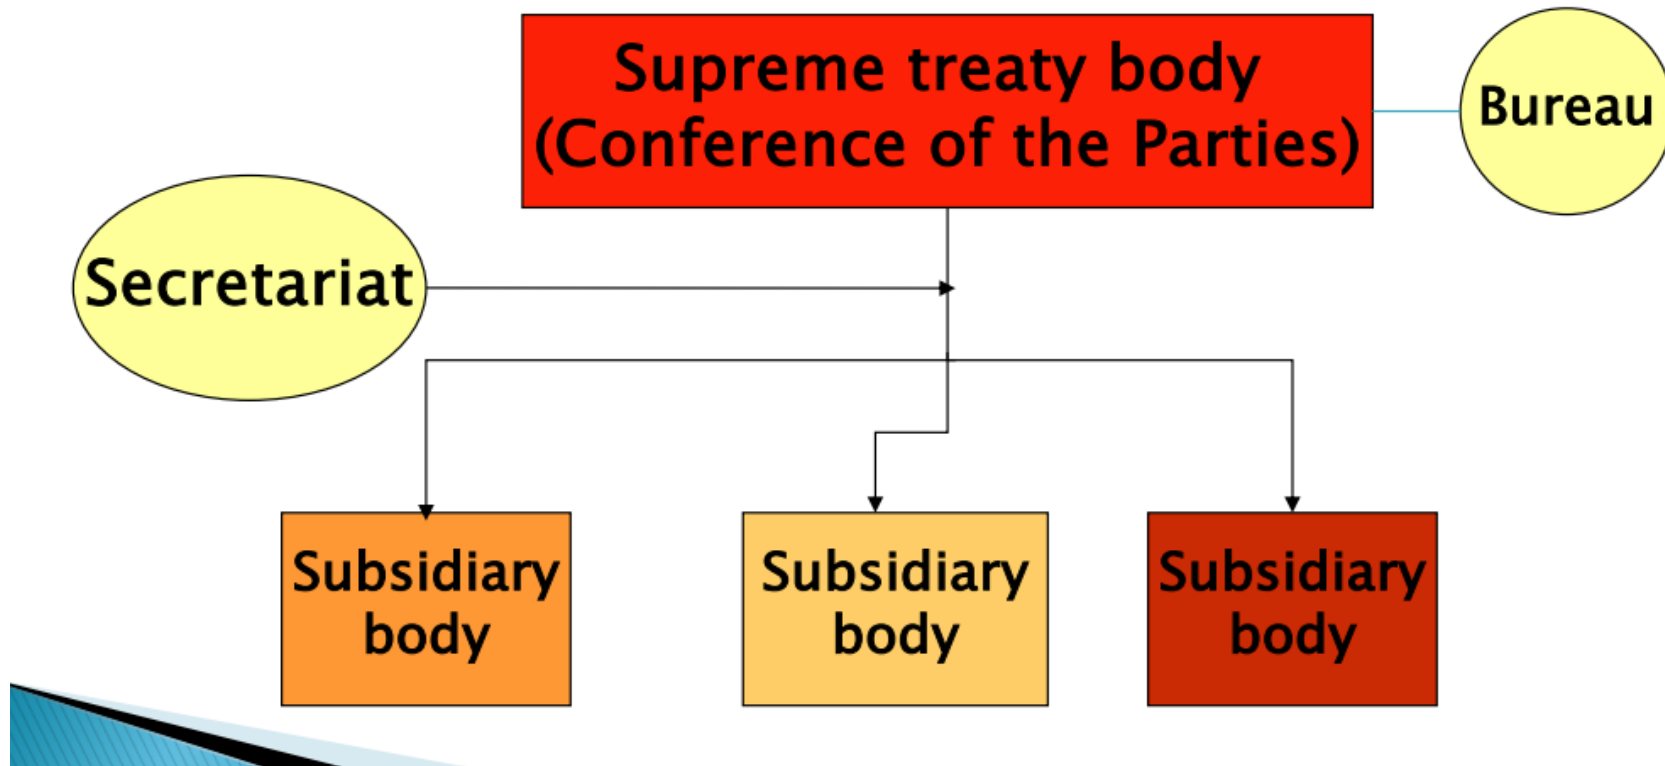 Supreme treaty body
(Conference of the Parties)
Bureau
Secretariat
Subsidiary
body
Subsidiary
body
Subsidiary
body